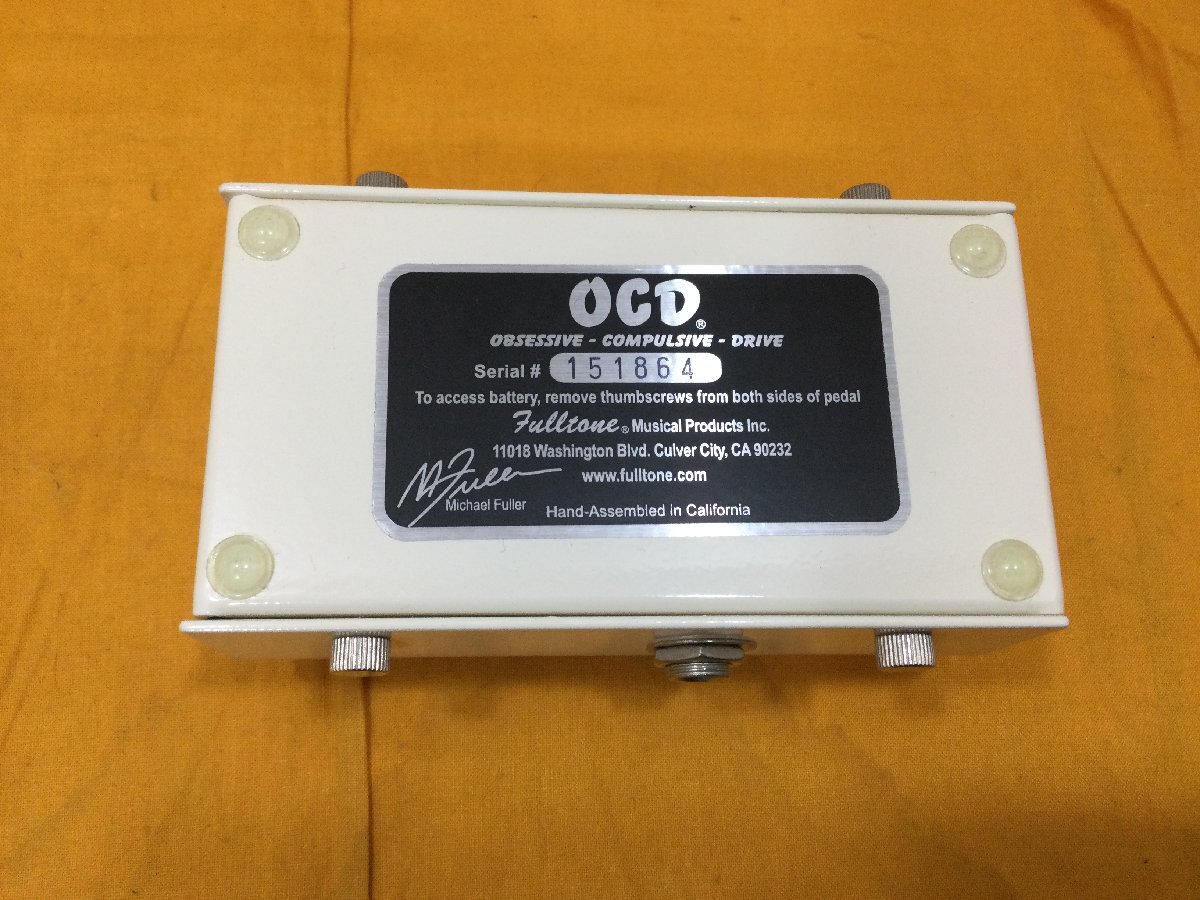 OCD®
OBSESSIVE - COMPULSIVE - DRIVE
Serial # 151864
To access battery, remove thumbscrews from both sides of pedal
Fulltone® Musical Products Inc.
11018 Washington Blvd. Culver City, CA 90232
www.fulltone.com
M Fuller
Michael Fuller
Hand-Assembled in California